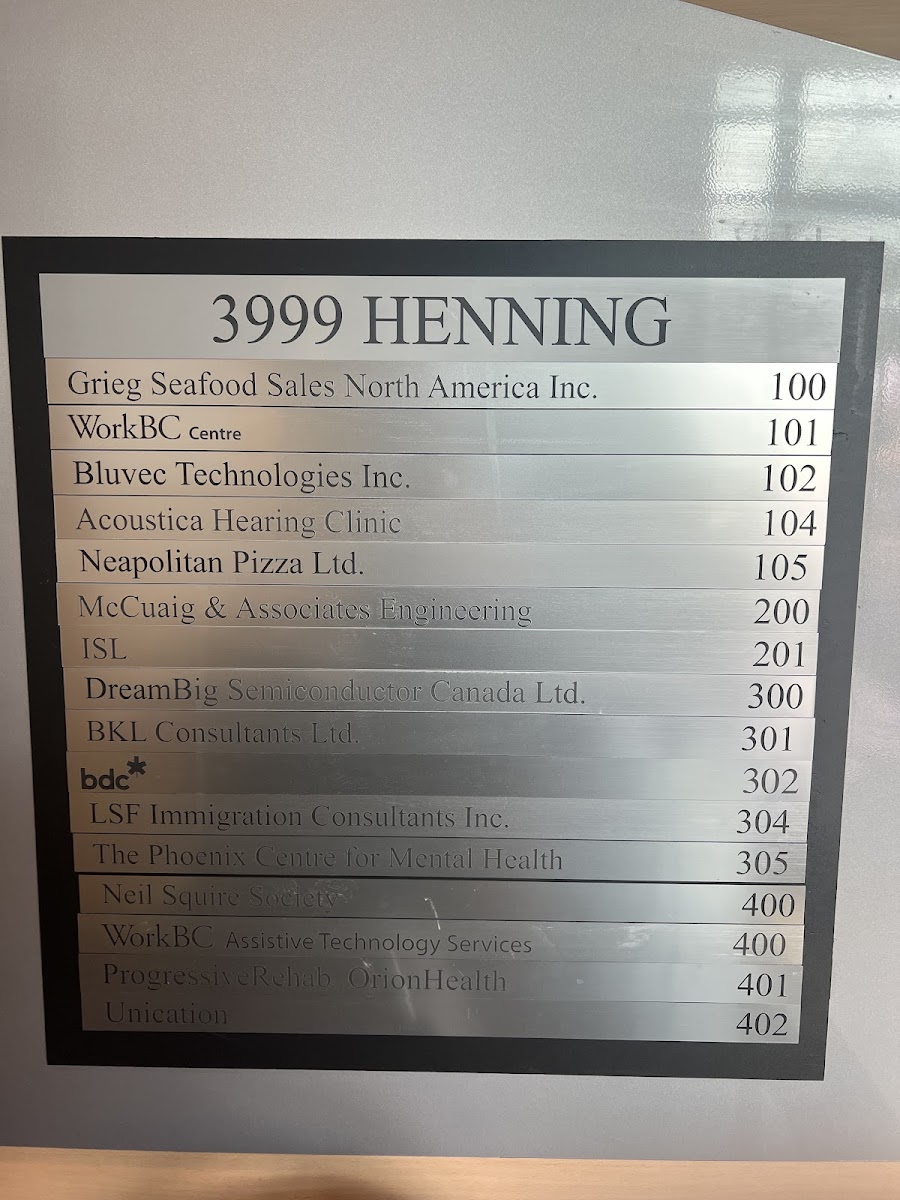 3999 HENNING
Grieg Seafood Sales North America Inc. 100
WorkBC Centre 101
Bluvec Technologies Inc. 102
Acoustica Hearing Clinic 104
Neapolitan Pizza Ltd. 105
McCuaig & Associates Engineering 200
ISL 201
DreamBig Semiconductor Canada Ltd. 300
BKL Consultants Ltd. 301
bdc* 302
LSF Immigration Consultants Inc. 304
The Phoenix Centre for Mental Health 305
Neil Squire Society 400
WorkBC Assistive Technology Services 400
ProgressiveRehab OrionHealth 401
Unication 402